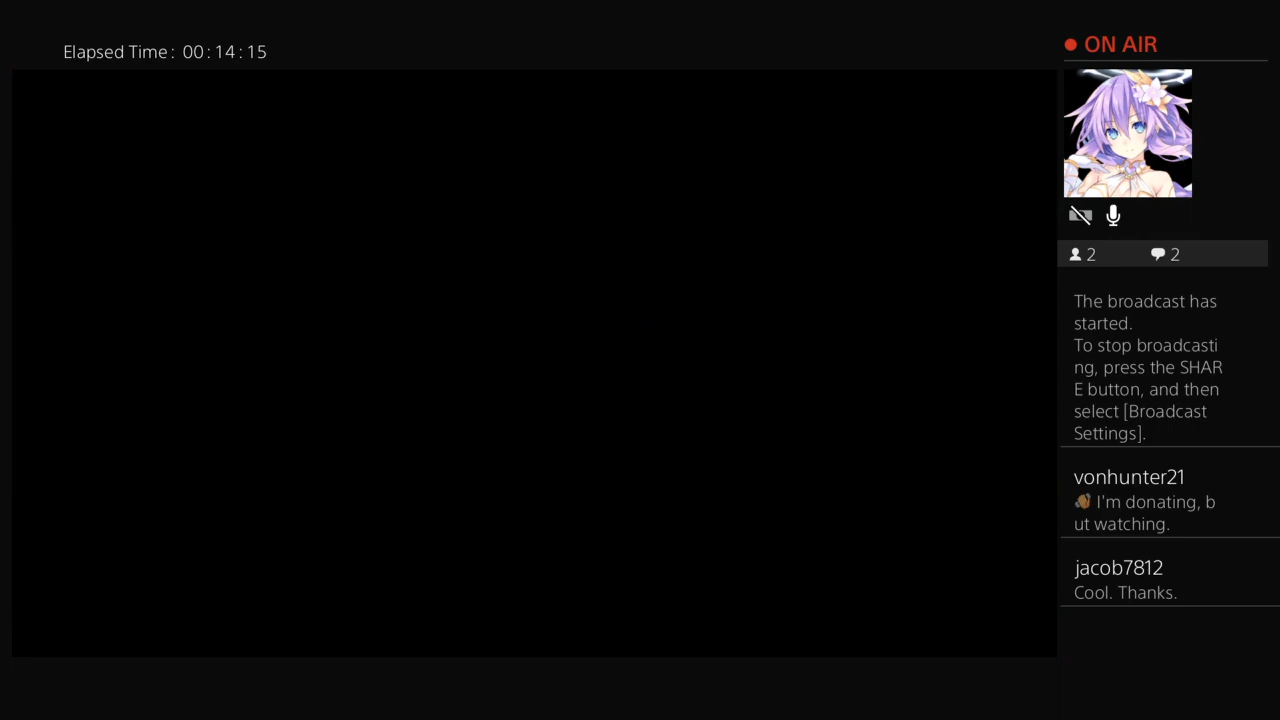 Elapsed Time: 00:14:15
ON AIR
2 2
The broadcast has
started.
To stop broadcasti
ng, press the SHAR
E button, and then
select [Broadcast
Settings].
vonhunter21
I'm donating, b
ut watching.
jacob7812
Cool. Thanks.